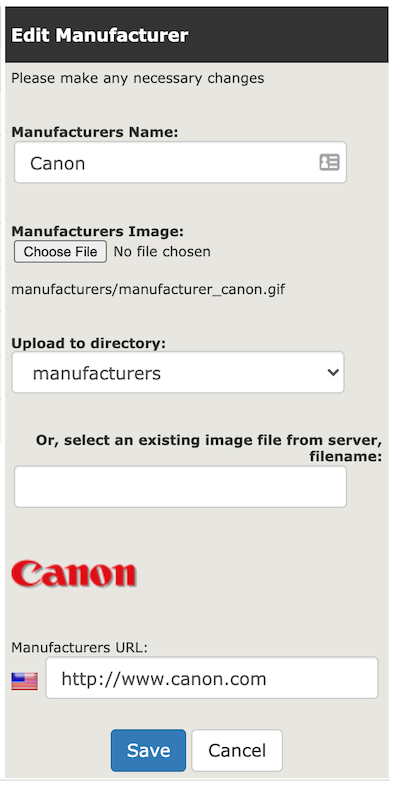 Edit Manufacturer
Please make any necessary changes
Manufacturers Name:
Canon
Manufacturers Image:
Choose File No file chosen
manufacturers/manufacturer_canon.gif
Upload to directory:
manufacturers
Or, select an existing image file from server,
filename:
Canon
Manufacturers URL:
http://www.canon.com
Save Cancel